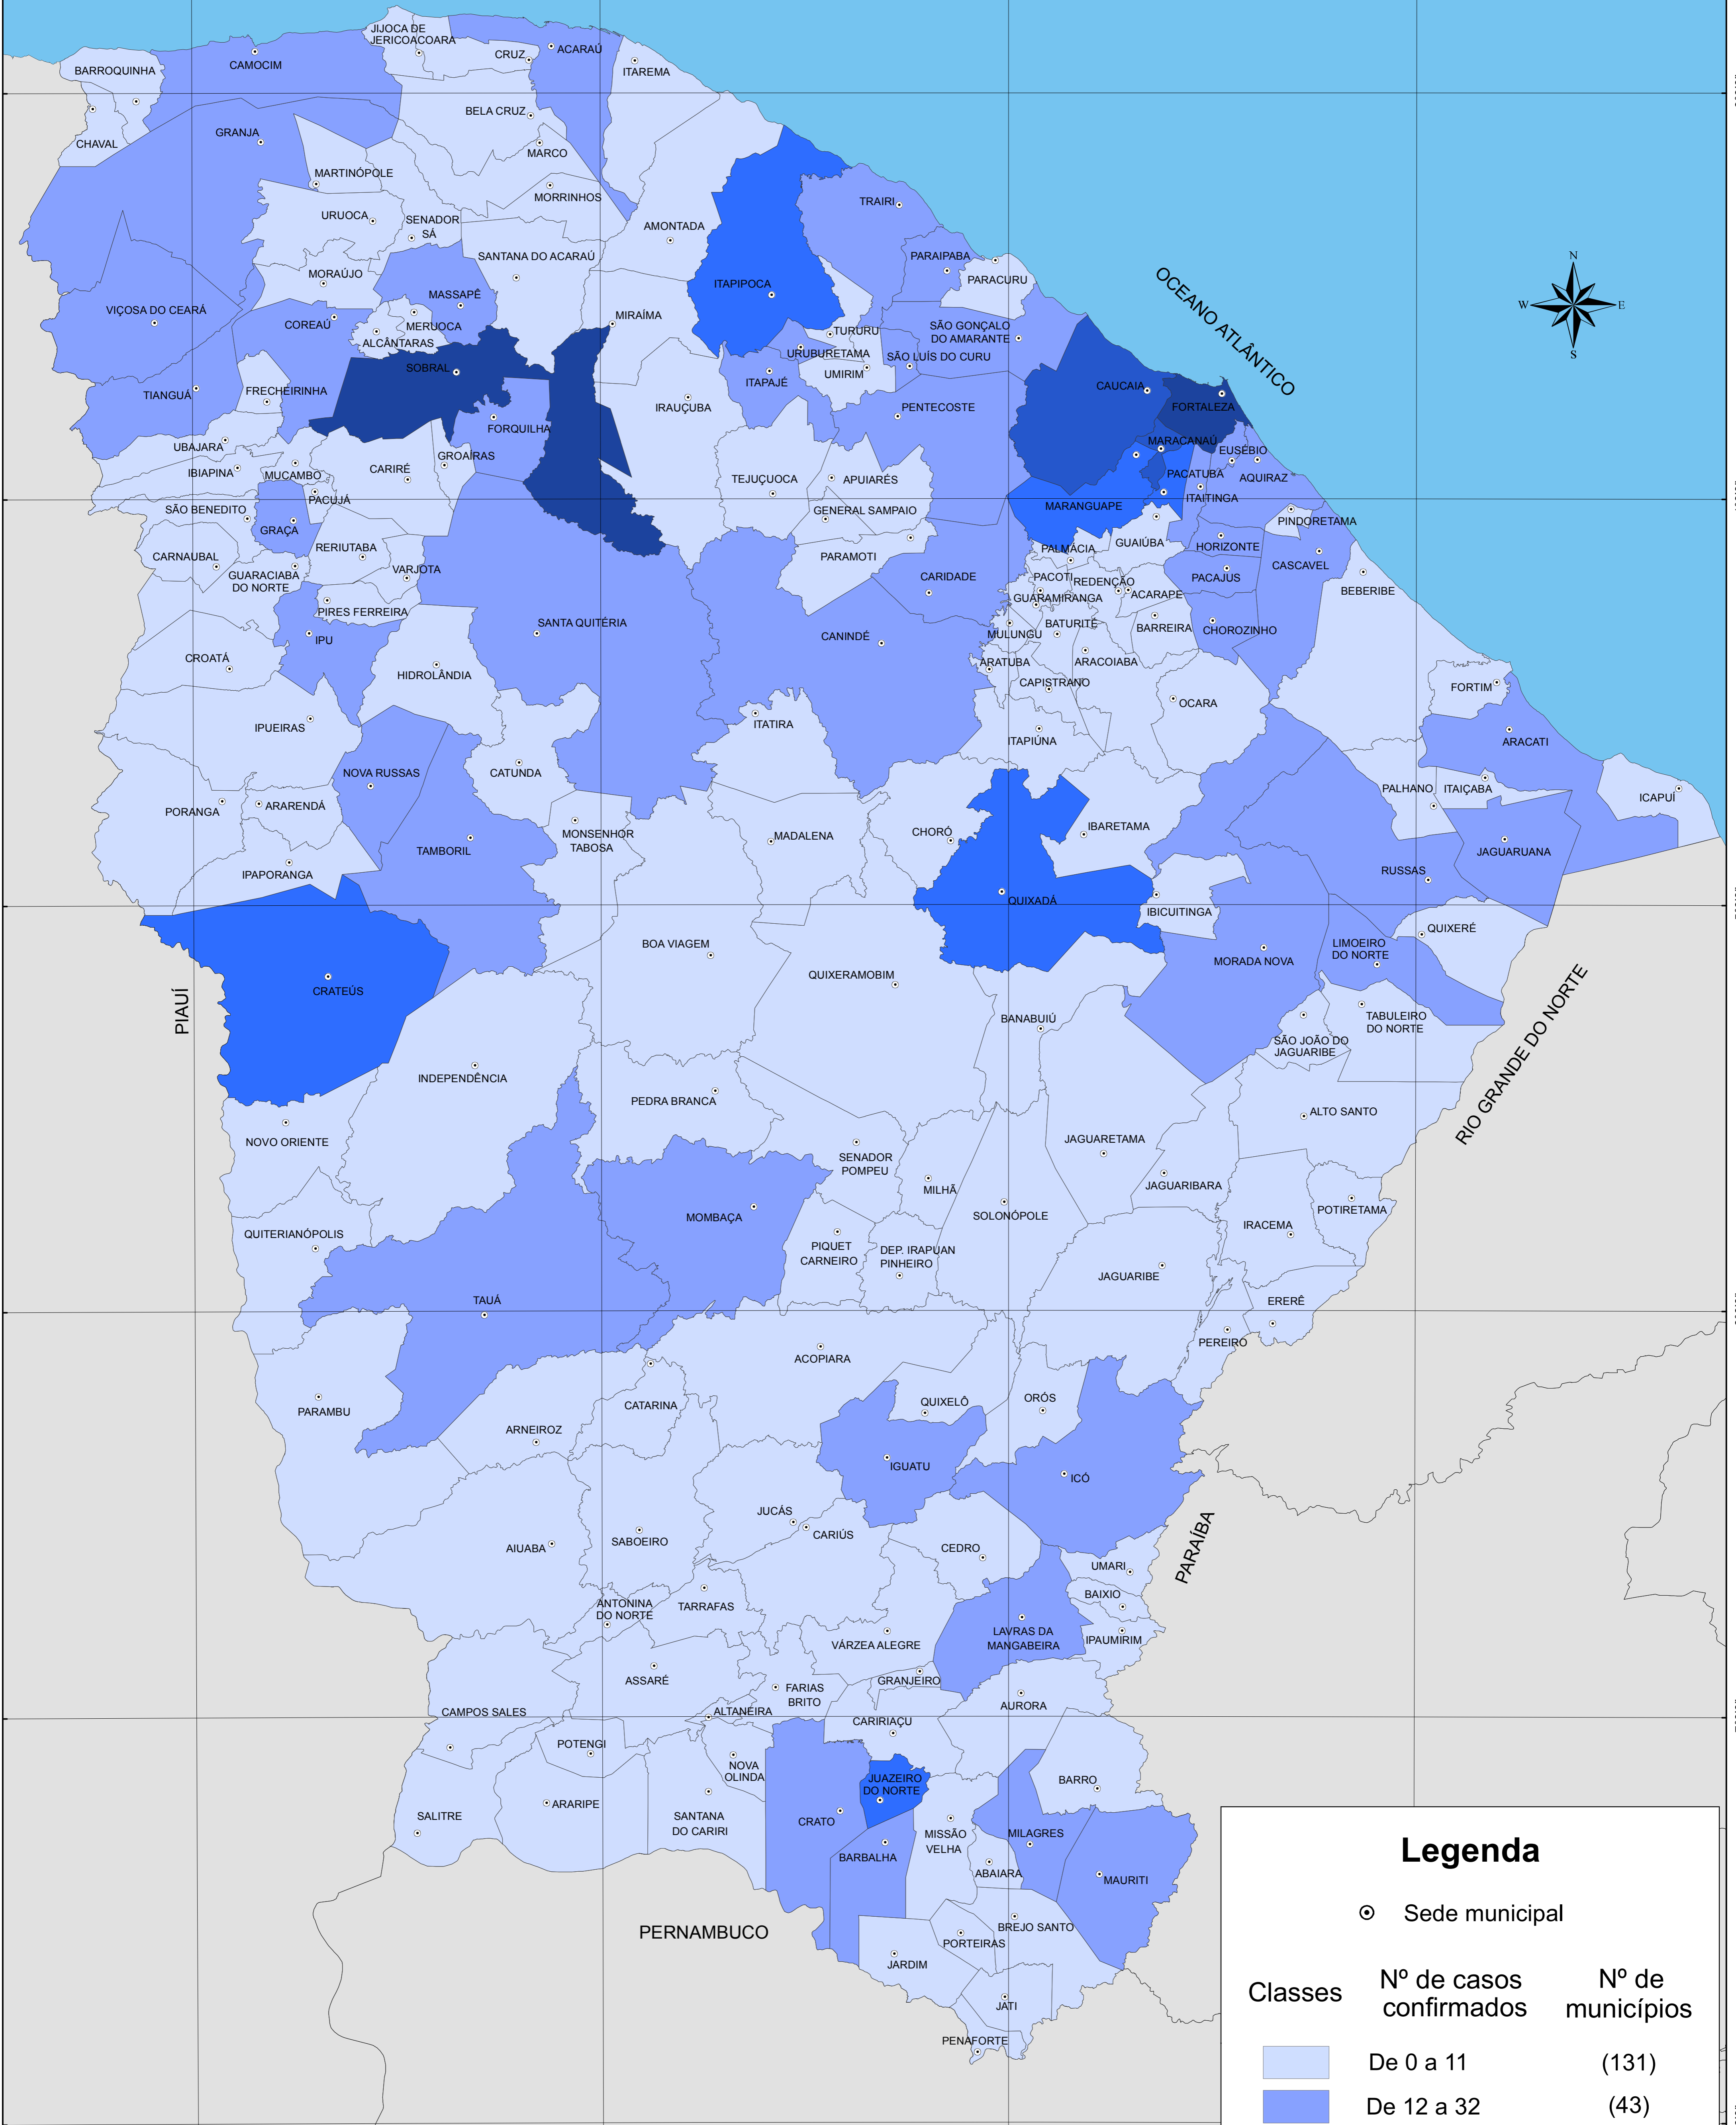 JIJOCA DE
JERICOACOARA
CRUZ
ACARAÚ
ITAREMA
BARROQUINHA
CAMOCIM
BELA CRUZ
CHAVAL
GRANJA
MARCO
MARTINÓPOLE
MORRINHOS
URUOCA
SENADOR
SÁ
AMONTADA
TRAIRI
SANTANA DO ACARAÚ
PARAIPABA
PARACURU
MORAÚJO
MASSAPÊ
ITAPIPOCA
OCEANO ATLÂNTICO
N
W
E
S
VIÇOSA DO CEARÁ
COREAÚ
MERUOCA
ALCÂNTARAS
MIRAÍMA
TURURU
SÃO GONÇALO
DO AMARANTE
URUBURETAMA
SÃO LUÍS DO CURU
SOBRAL
UMIRIM
ITAPAJÉ
CAUCAIA
TIANGUÁ
FRECHEIRINHA
IRAUÇUBA
PENTECOSTE
FORTALEZA
FORQUILHA
UBAJARA
MARACANAÚ
EUSÉBIO
GROAÍRAS
IBIAPINA
MUCAMBO
CARIRÉ
TEJUÇUOCA
APUIARÉS
PACATUBA
AQUIRAZ
PACUJÁ
ITAITINGA
SÃO BENEDITO
GENERAL SAMPAIO
MARANGUAPE
PINDORETAMA
GRAÇA
CARNAUBAL
RERIUTABA
PARAMOTI
PALMÁCIA
GUAIÚBA
HORIZONTE
GUARACIABA
DO NORTE
VARJOTA
CARIDADE
PACOTI
REDENÇÃO
PACAJUS
CASCAVEL
BEBERIBE
PIRES FERREIRA
GUARAMIRANGA
ACARAPE
IPU
SANTA QUITÉRIA
CANINDÉ
MULUNGU
BATURITÉ
BARREIRA
CHOROZINHO
CROATÁ
HIDROLÂNDIA
ARATUBA
ARACOIABA
CAPISTRANO
FORTIM
OCARA
IPUEIRAS
ITATIRA
ITAPIÚNA
ARACATI
NOVA RUSSAS
CATUNDA
PALHANO
ITAIÇABA
ICAPUÍ
PORANGA
ARARENDÁ
MONSENHOR
TABOSA
MADALENA
CHORÓ
IBARETAMA
TAMBORIL
JAGUARUANA
IPAPORANGA
RUSSAS
QUIXADÁ
IBICUITINGA
QUIXERÉ
BOA VIAGEM
LIMOEIRO
DO NORTE
MORADA NOVA
QUIXERAMOBIM
CRATEÚS
PIAUÍ
BANABUIÚ
TABULEIRO
DO NORTE
SÃO JOÃO DO
JAGUARIBE
RIO GRANDE DO NORTE
INDEPENDÊNCIA
PEDRA BRANCA
ALTO SANTO
NOVO ORIENTE
JAGUARETAMA
SENADOR
POMPEU
MILHÃ
JAGUARIBARA
POTIRETAMA
MOMBAÇA
SOLONÓPOLE
IRACEMA
QUITERIANÓPOLIS
PIQUET
CARNEIRO
DEP. IRAPUAN
PINHEIRO
JAGUARIBE
TAUÁ
ERERÊ
PEREIRO
ACOPIARA
PARAMBU
CATARINA
QUIXELÔ
ORÓS
ARNEIROZ
IGUATU
ICÓ
JUCÁS
CARIÚS
SABOEIRO
AIUABA
CEDRO
PARAÍBA
UMARI
BAIXIO
ANTONINA
DO NORTE
TARRAFAS
LAVRAS DA
MANGABEIRA
VÁRZEA ALEGRE
IPAUMIRIM
ASSARÉ
GRANJEIRO
FARIAS
BRITO
AURORA
CAMPOS SALES
ALTANEIRA
CARIRIAÇU
POTENGI
NOVA
OLINDA
JUAZEIRO
DO NORTE
BARRO
ARARIPE
SALITRE
SANTANA
DO CARIRI
CRATO
MISSÃO
VELHA
MILAGRES
BARBALHA
ABAIARA
MAURITI
PERNAMBUCO
BREJO SANTO
PORTEIRAS
JARDIM
JATI
PENAFORTE
Legenda
Sede municipal
Classes
Nº de casos
confirmados
Nº de
municípios
De 0 a 11 (131)
De 12 a 32 (43)